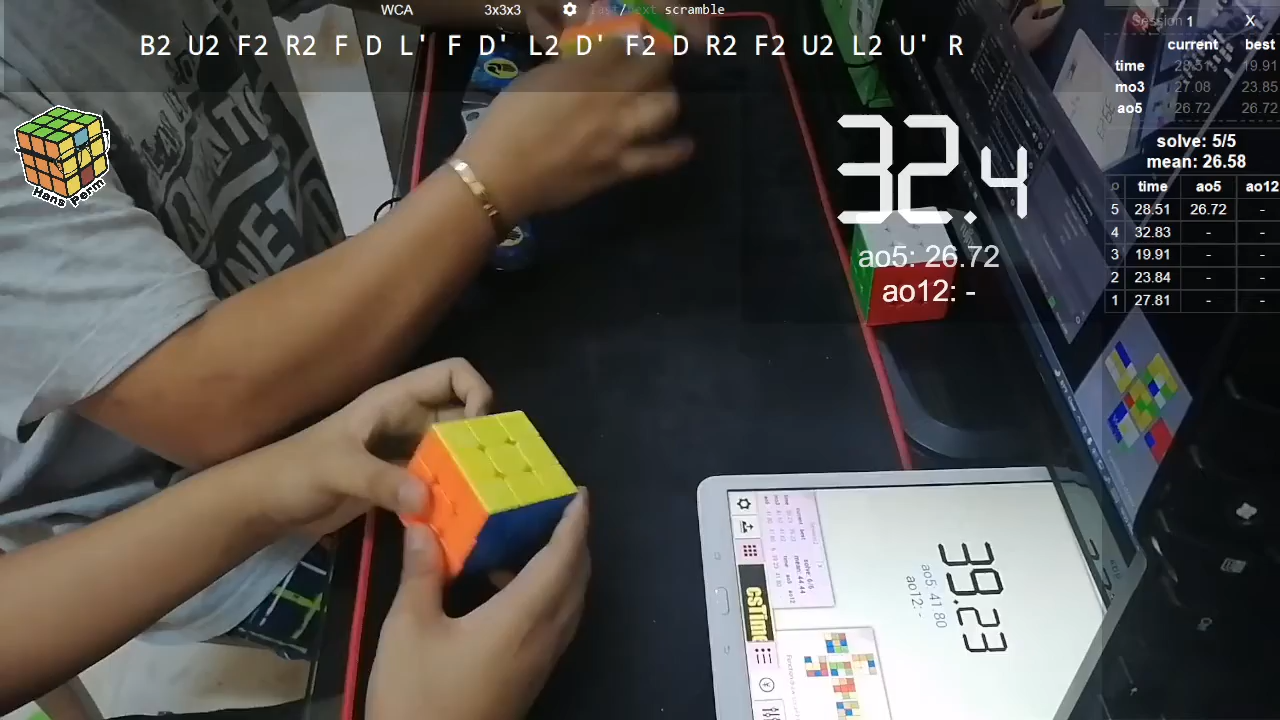 WCA 3x3x3 last/next scramble
B2 U2 F2 R2 F D L' F D' L2 D' F2 D R2 F2 U2 L2 U' R
Session 1 X
current best
time 28.51 19.91
mo3 27.08 23.85
ao5 26.72 26.72
solve: 5/5
mean: 26.58
time ao5 ao12
5 28.51 26.72 -
4 32.83 - -
3 19.91 - -
2 23.84 - -
1 27.81 - -
32.4
ao5: 26.72
ao12: -
Hans Perm
39.23
ao5: 41.80
ao12: -
csTime